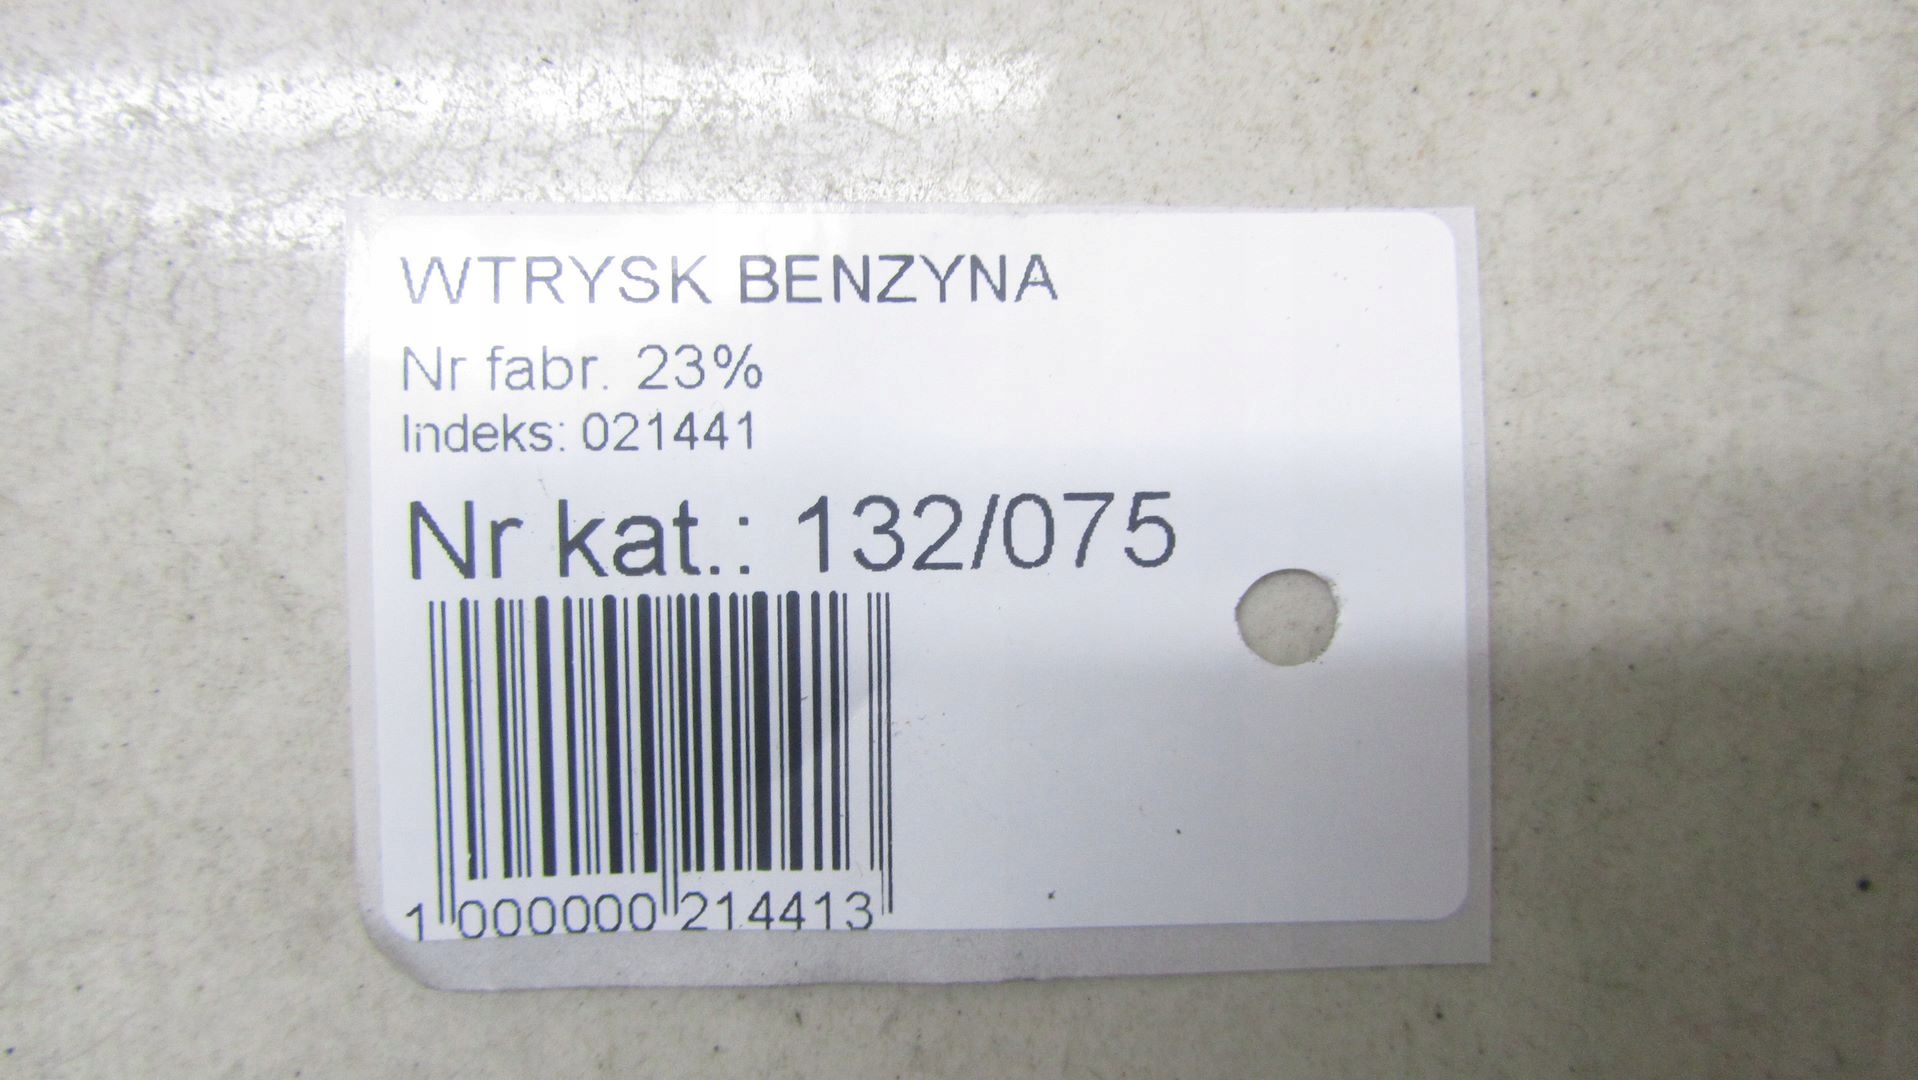 WTRYSK BENZYNA
Nr fabr. 23%
Indeks: 021441
Nr kat.: 132/075
1 000000 214413